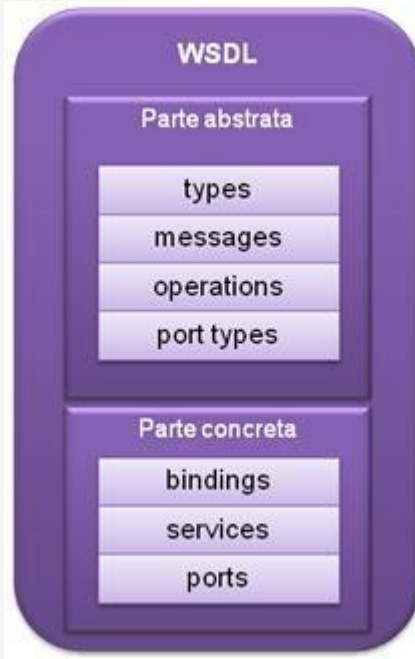 WSDL
Parte abstrata
types
messages
operations
port types
Parte concreta
bindings
services
ports